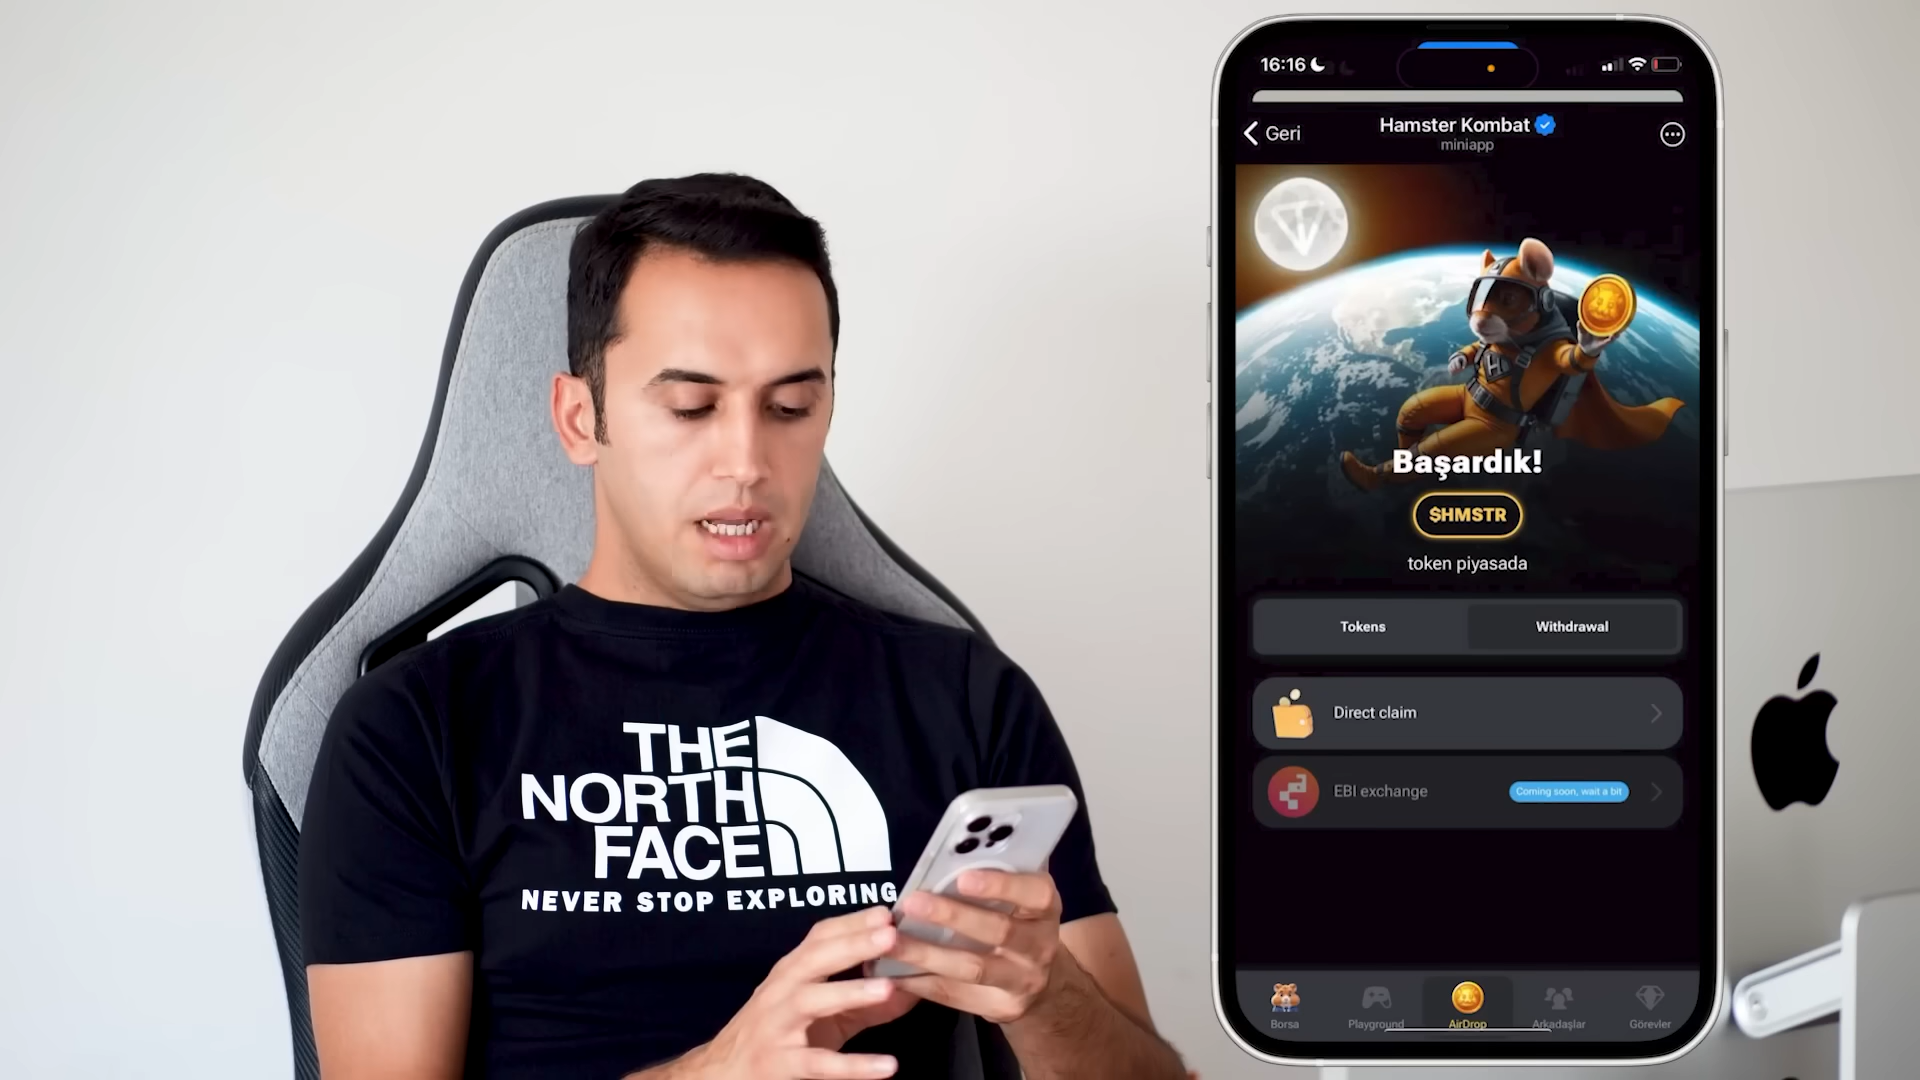 16:16
Geri
Hamster Kombat
miniapp
Başardık!
$HMSTR
token piyasada
Tokens
Withdrawal
Direct claim
EBI exchange
Coming soon, wait a bit
Borsa
Playground
AirDrop
Arkadaşlar
Görevler
THE
NORTH
FACE
NEVER STOP EXPLORING